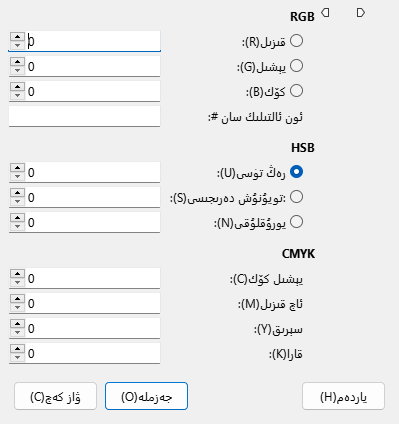 RGB
قىزىل(R): 0
يېشىل(G): 0
كۆك(B): 0
ئون ئالتىلىك سان #:
HSB
رەڭ تۈسى(U): 0
تويۇنۇش دەرىجىسى(S): 0
يورۇقلۇقى(N): 0
CMYK
يېشىل كۆك(C): 0
ئاچ قىزىل(M): 0
سېرىق(Y): 0
قارا(K): 0
ياردەم(H) جەزملە(O) ۋاز كەچ(C)